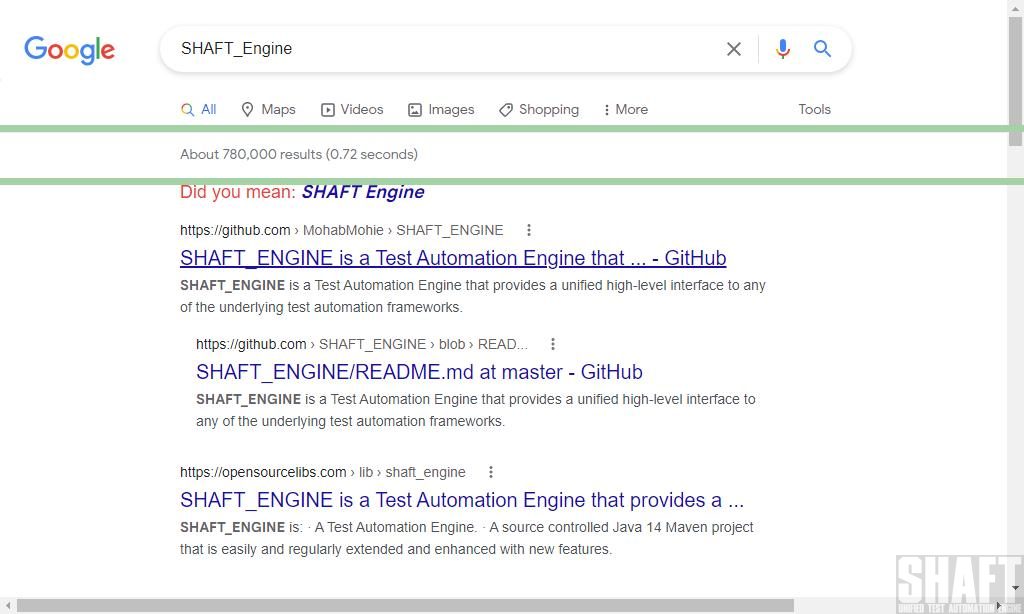 Google
SHAFT_Engine
All Maps Videos Images Shopping More Tools
About 780,000 results (0.72 seconds)
Did you mean: SHAFT Engine
https://github.com › MohabMohie › SHAFT_ENGINE
SHAFT_ENGINE is a Test Automation Engine that ... - GitHub
SHAFT_ENGINE is a Test Automation Engine that provides a unified high-level interface to any
of the underlying test automation frameworks.
https://github.com › SHAFT_ENGINE › blob › READ...
SHAFT_ENGINE/README.md at master - GitHub
SHAFT_ENGINE is a Test Automation Engine that provides a unified high-level interface to
any of the underlying test automation frameworks.
https://opensourcelibs.com › lib › shaft_engine
SHAFT_ENGINE is a Test Automation Engine that provides a ...
SHAFT_ENGINE is: · A Test Automation Engine. · A source controlled Java 14 Maven project
that is easily and regularly extended and enhanced with new features.
SHAFT
UNIFIED TEST AUTOMATION